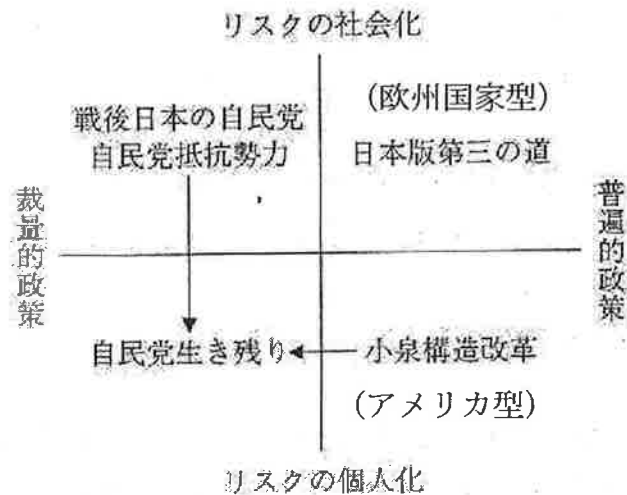 リスクの社会化
戦後日本の自民党
自民党抵抗勢力
(欧州国家型)
日本版第三の道
裁量的政策
普遍的政策
自民党生き残り
小泉構造改革
(アメリカ型)
リスクの個人化